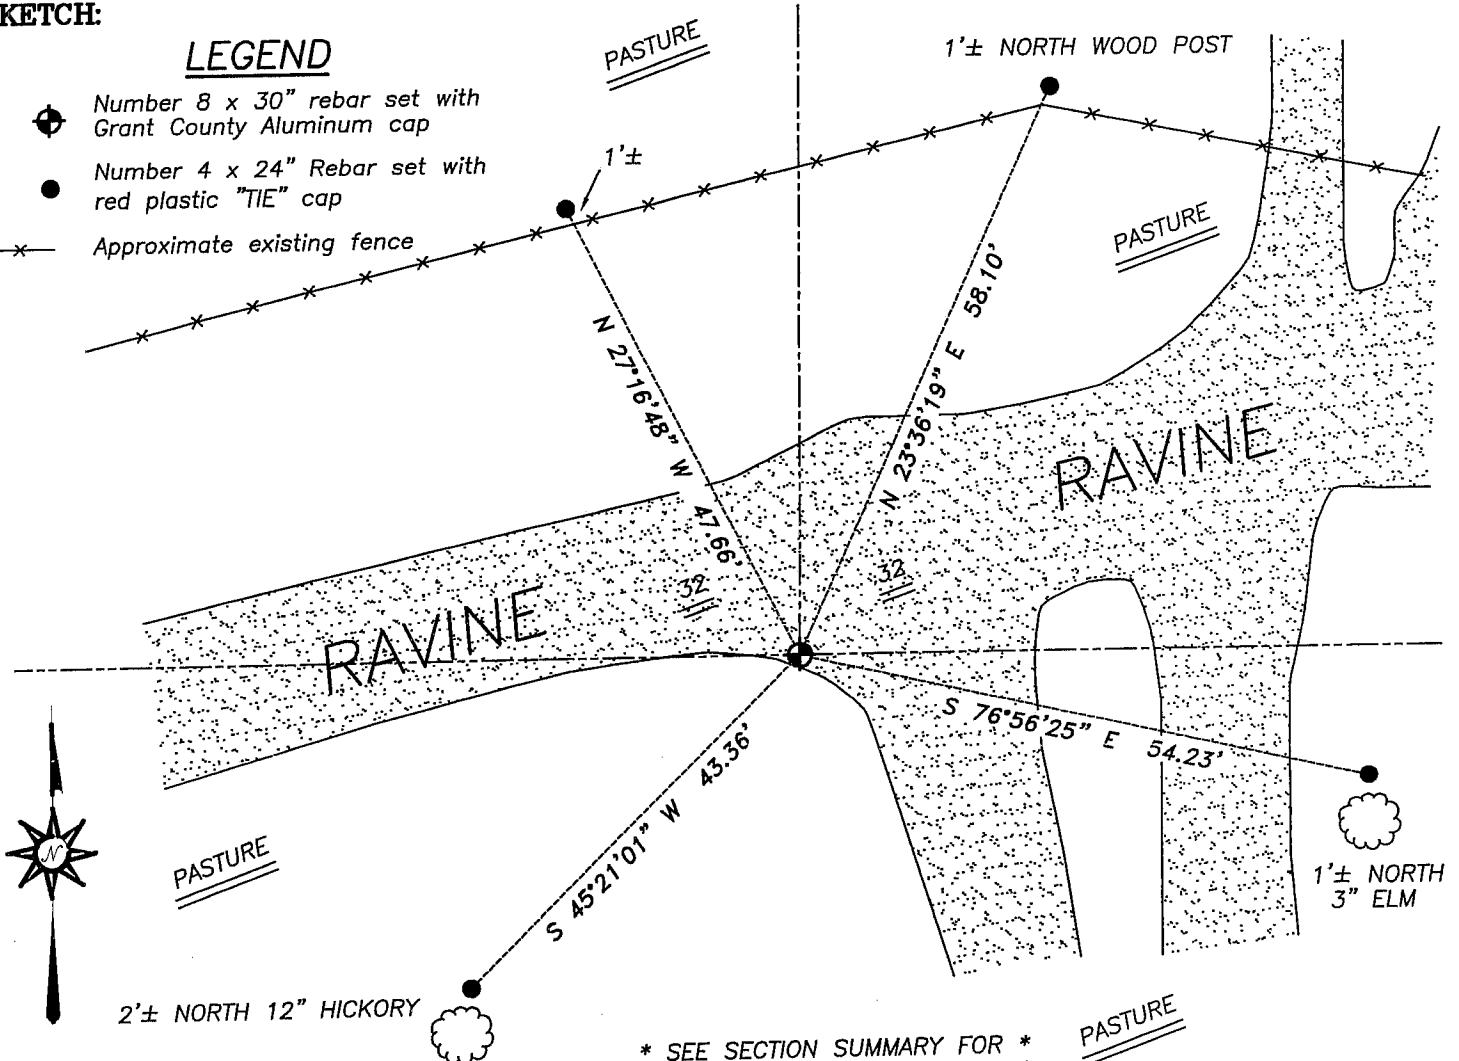 KETCH:
LEGEND
Number 8 x 30" rebar set with
Grant County Aluminum cap
Number 4 x 24" Rebar set with
red plastic "TIE" cap
Approximate existing fence
PASTURE
1'± NORTH WOOD POST
1'±
PASTURE
N 27°16'48" W 47.66'
N 23°36'19" E 58.10'
RAVINE
RAVINE
32
32
S 76°56'25" E 54.23'
S 45°21'01" W 43.36'
N
PASTURE
1'± NORTH
3" ELM
2'± NORTH 12" HICKORY
PASTURE
* SEE SECTION SUMMARY FOR *